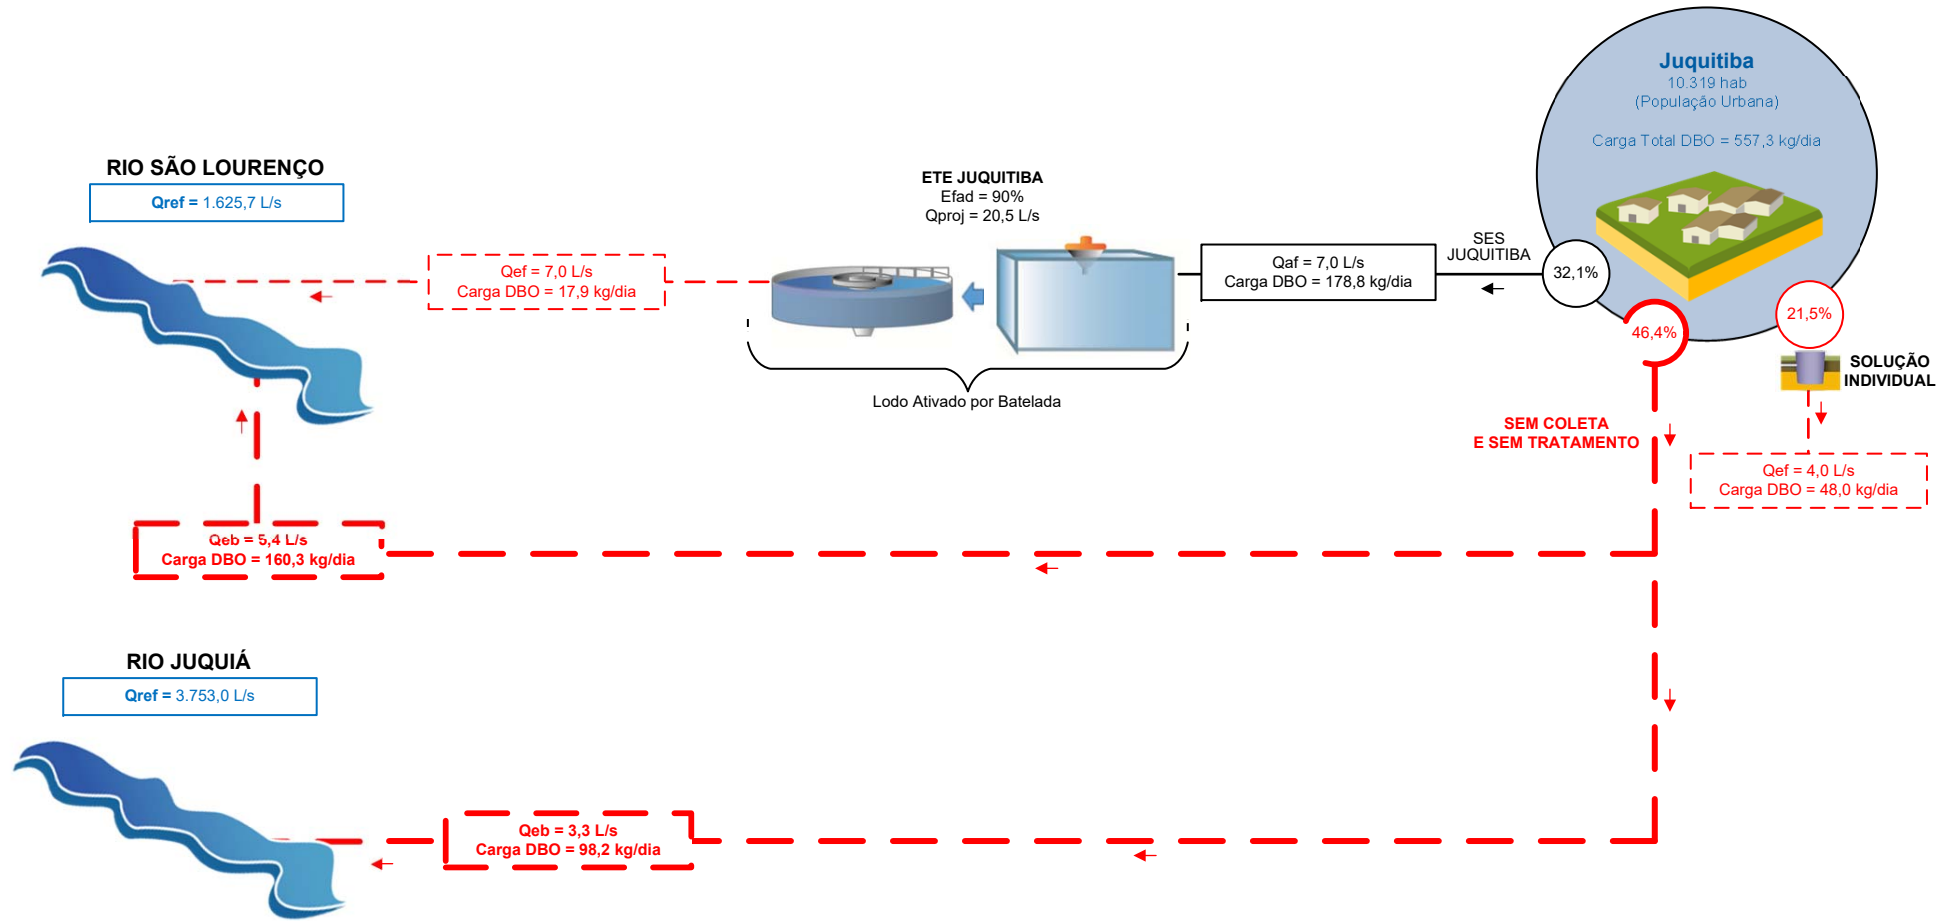 Juquitiba
10.319 hab
(População Urbana)
Carga Total DBO = 557,3 kg/dia
RIO SÃO LOURENÇO
Qref = 1.625,7 L/s
ETE JUQUITIBA
Efad = 90%
Qproj = 20,5 L/s
SES
JUQUITIBA
32,1%
Qaf = 7,0 L/s
Carga DBO = 178,8 kg/dia
Qef = 7,0 L/s
Carga DBO = 17,9 kg/dia
46,4%
21,5%
SOLUÇÃO
INDIVIDUAL
Lodo Ativado por Batelada
SEM COLETA
E SEM TRATAMENTO
Qef = 4,0 L/s
Carga DBO = 48,0 kg/dia
Qeb = 5,4 L/s
Carga DBO = 160,3 kg/dia
RIO JUQUIÁ
Qref = 3.753,0 L/s
Qeb = 3,3 L/s
Carga DBO = 98,2 kg/dia